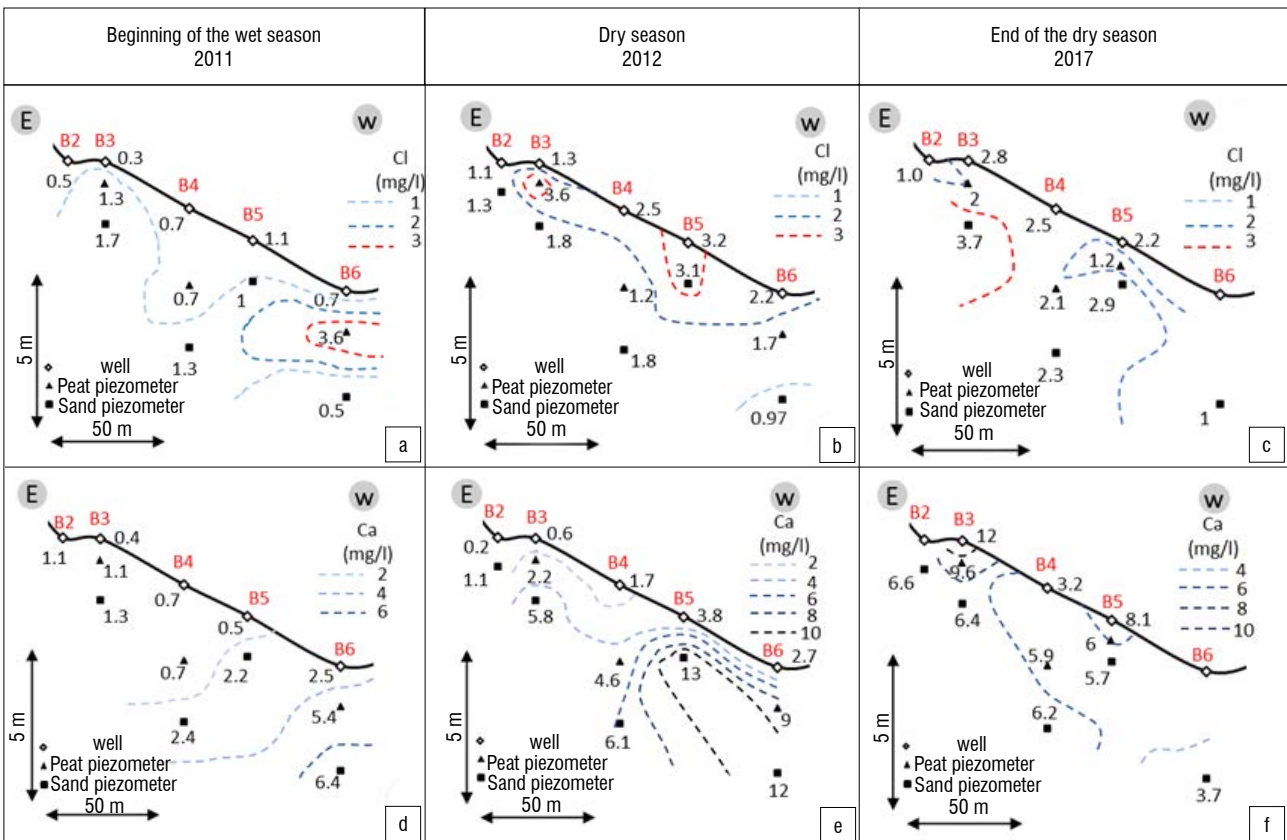 Beginning of the wet season
2011
Dry season
2012
End of the dry season
2017
E
W
B2
B3
0.3
0.5
1.3
B4
Cl
(mg/l)
1
2
3
1.7
0.7
B5
1.1
B6
0.7
1
0.7
3.6
1.3
5 m
well
Peat piezometer
Sand piezometer
0.5
50 m
a
E
W
B2
B3
1.1
1.3
1.3
3.6
B4
Cl
(mg/l)
1
2
3
1.8
2.5
B5
3.2
3.1
B6
1.2
2.2
1.7
1.8
5 m
well
Peat piezometer
Sand piezometer
0.97
50 m
b
E
W
B2
B3
2.8
1.0
2
B4
Cl
(mg/l)
1
2
3
3.7
2.5
B5
2.2
1.2
B6
2.1
2.9
2.3
5 m
well
Peat piezometer
Sand piezometer
1
50 m
c
E
W
B2
B3
0.4
1.1
1.1
B4
Ca
(mg/l)
2
4
6
1.3
0.7
B5
0.5
B6
0.7
2.2
2.5
5.4
2.4
5 m
well
Peat piezometer
Sand piezometer
6.4
50 m
d
E
W
B2
B3
0.6
0.2
1.1
2.2
B4
Ca
(mg/l)
2
4
6
8
10
5.8
1.7
B5
3.8
B6
2.7
4.6
13
9
6.1
5 m
well
Peat piezometer
Sand piezometer
12
50 m
e
E
W
B2
B3
12
9.6
6.6
B4
Ca
(mg/l)
4
6
8
10
6.4
3.2
B5
8.1
6
B6
5.9
5.7
6.2
5 m
well
Peat piezometer
Sand piezometer
3.7
50 m
f